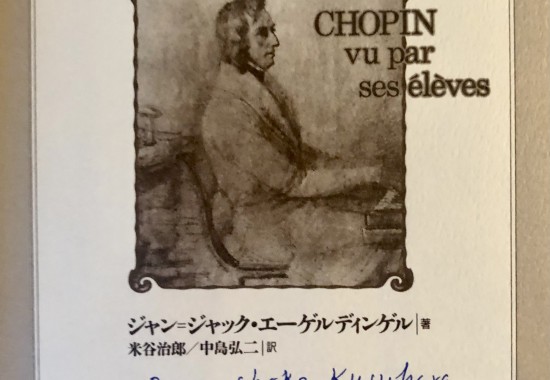 CHOPIN
vu par
ses élèves
ジャン=ジャック・エーゲルディンゲル|著
米谷治郎／中島弘二|訳